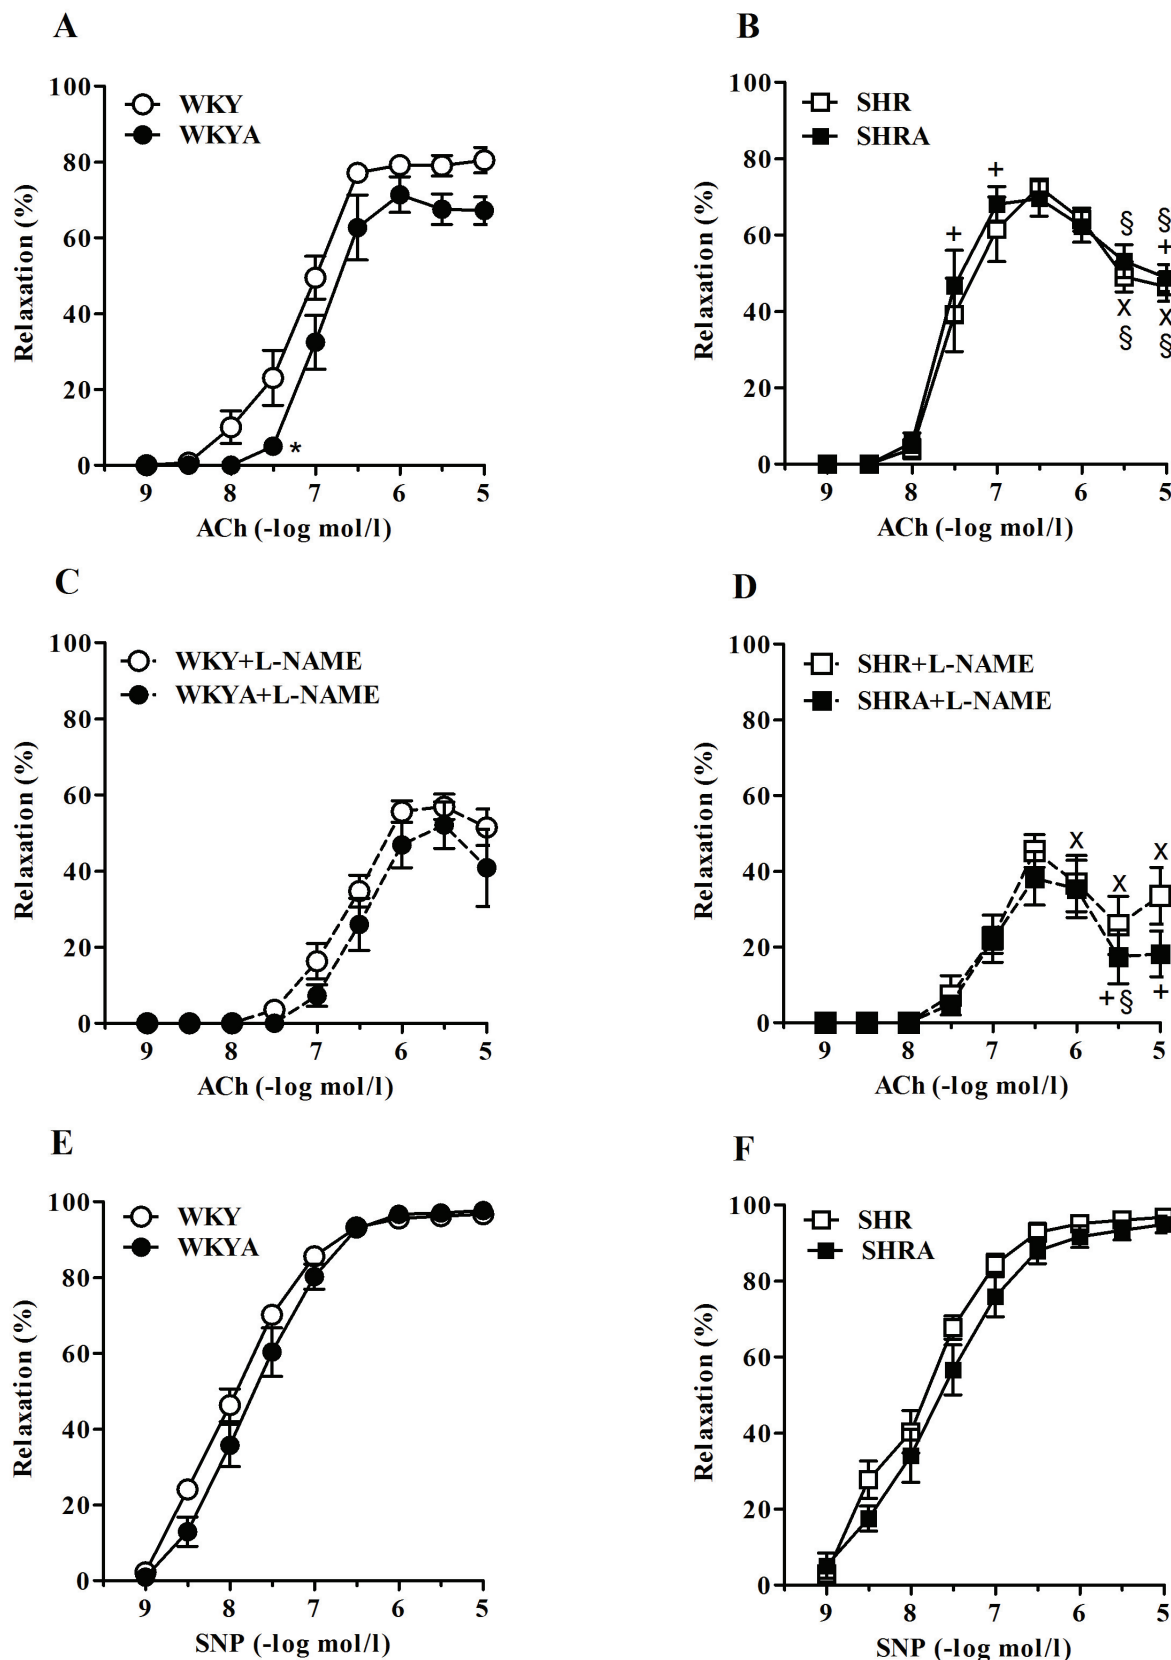 A
100
80
60
40
20
0
Relaxation (%)
WKY
WKYA
*
9 8 7 6 5
ACh (-log mol/l)
B
100
80
60
40
20
0
Relaxation (%)
SHR
SHRA
+ + § §
+
x x
§ §
9 8 7 6 5
ACh (-log mol/l)
C
100
80
60
40
20
0
Relaxation (%)
WKY+L-NAME
WKYA+L-NAME
9 8 7 6 5
ACh (-log mol/l)
D
100
80
60
40
20
0
Relaxation (%)
SHR+L-NAME
SHRA+L-NAME
x x x
+§ +
9 8 7 6 5
ACh (-log mol/l)
E
100
80
60
40
20
0
Relaxation (%)
WKY
WKYA
9 8 7 6 5
SNP (-log mol/l)
F
100
80
60
40
20
0
Relaxation (%)
SHR
SHRA
9 8 7 6 5
SNP (-log mol/l)